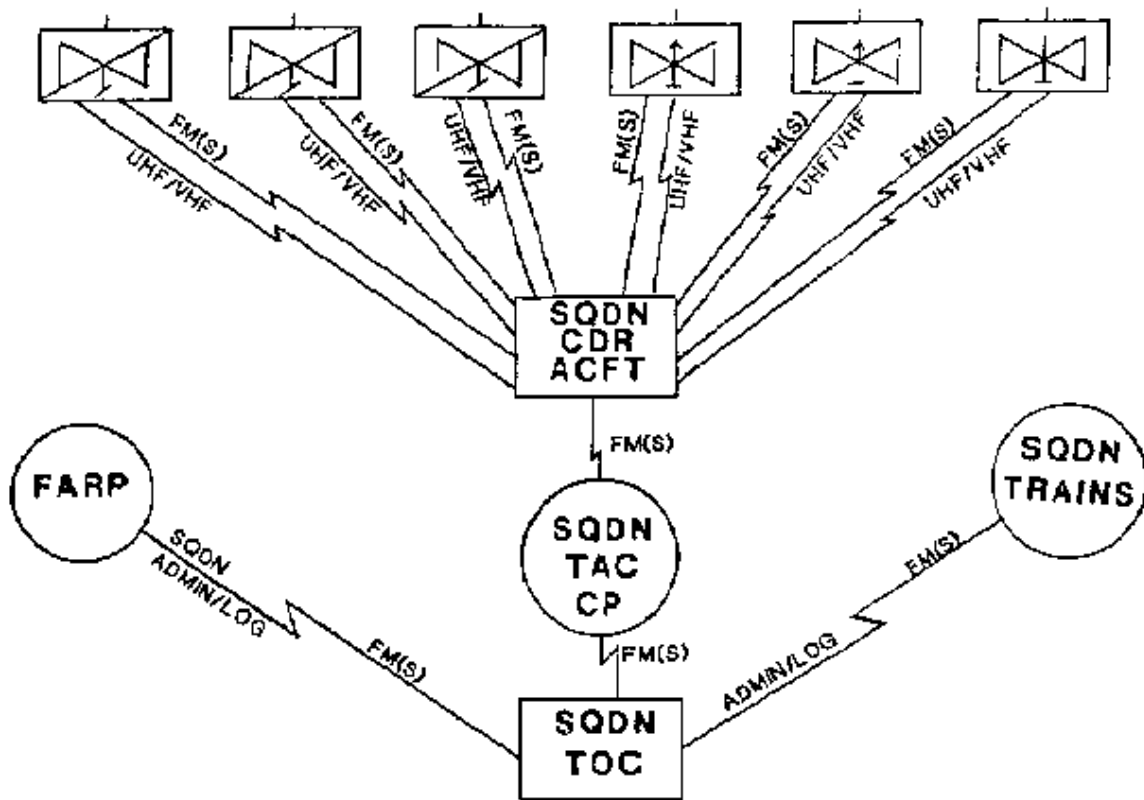 FM(S)
UHF/VHF
FM(S)
UHF/VHF
UHF/VHF
FM(S)
FM(S)
UHF/VHF
FM(S)
UHF/VHF
FM(S)
UHF/VHF
SQDN
CDR
ACFT
FM(S)
FARP
SQDN
TRAINS
SQDN
TAC
CP
SQDN
ADMIN/LOG
FM(S)
FM(S)
FM(S)
ADMIN/LOG
SQDN
TOC